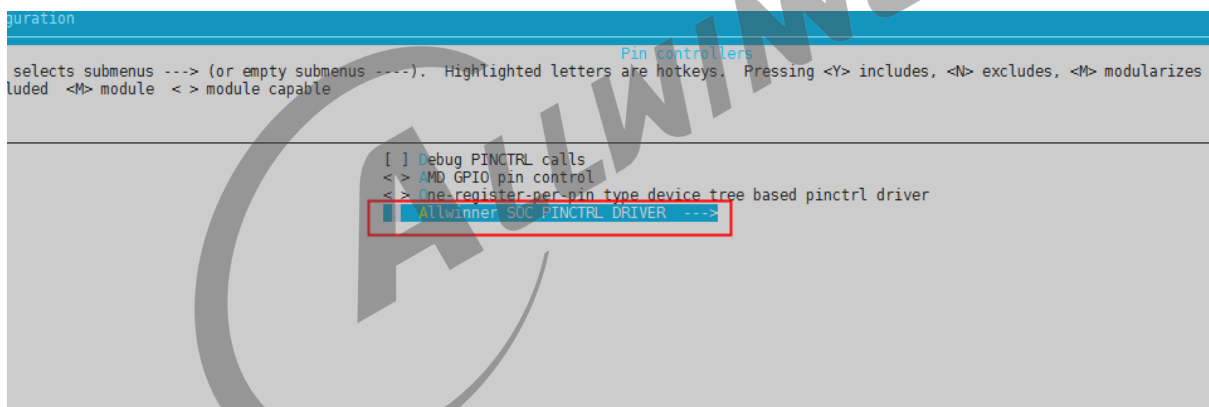 guration
Pin controllers
selects submenus ---> (or empty submenus ----). Highlighted letters are hotkeys. Pressing <Y> includes, <N> excludes, <M> modularizes
luded <M> module < > module capable
[ ] Debug PINCTRL calls
< > AMD GPIO pin control
< > One-register-per-pin type device tree based pinctrl driver
Allwinner SOC PINCTRL DRIVER --->
ALLWINNE